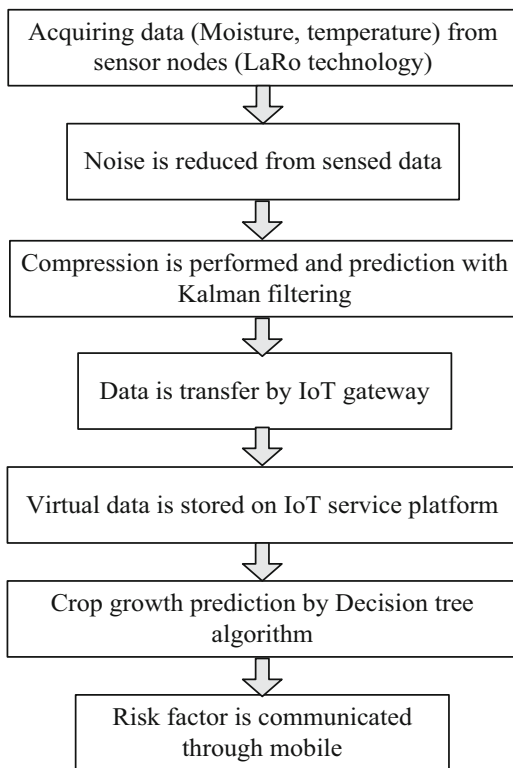 Acquiring data (Moisture, temperature) from
sensor nodes (LaRo technology)
Noise is reduced from sensed data
Compression is performed and prediction with
Kalman filtering
Data is transfer by IoT gateway
Virtual data is stored on IoT service platform
Crop growth prediction by Decision tree
algorithm
Risk factor is communicated
through mobile